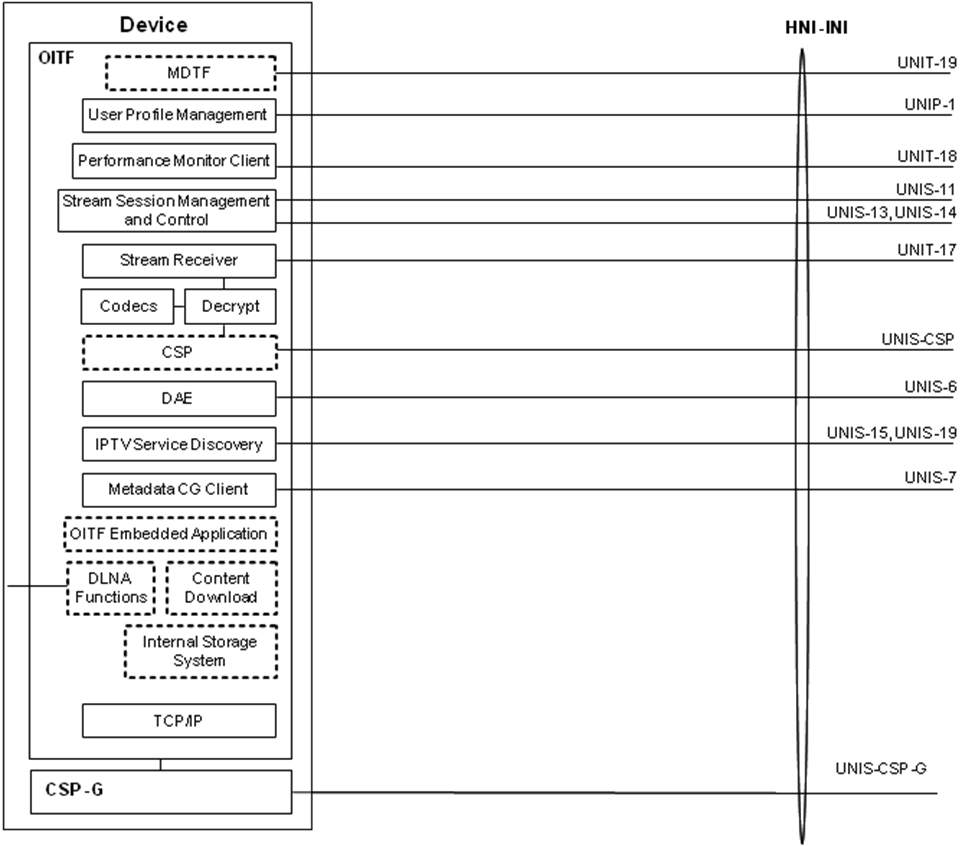 Device
HNI-INI
OITF
MDTF
UNIT-19
User Profile Management
UNIP-1
Performance Monitor Client
UNIT-18
Stream Session Management
and Control
UNIS-11
UNIS-13, UNIS-14
Stream Receiver
UNIT-17
Codecs
Decrypt
CSP
UNIS-CSP
DAE
UNIS-6
IPTV Service Discovery
UNIS-15, UNIS-19
Metadata CG Client
UNIS-7
OITF Embedded Application
DLNA
Functions
Content
Download
Internal Storage
System
TCP/IP
CSP-G
UNIS-CSP-G